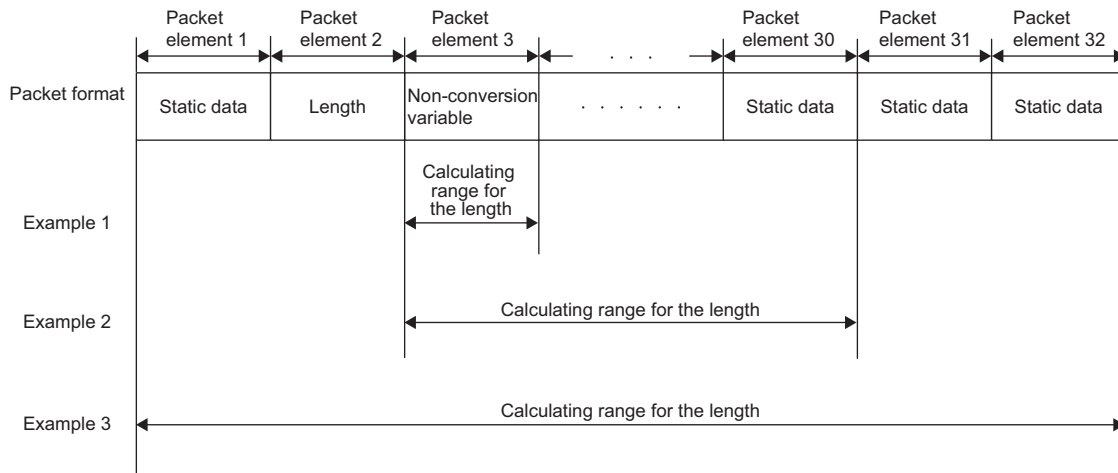 Packet
element 1
Packet
element 2
Packet
element 3
. . .
Packet
element 30
Packet
element 31
Packet
element 32
Packet format
Static data
Length
Non-conversion
variable
. . . . . .
Static data
Static data
Static data
Example 1
Calculating
range for
the length
Example 2
Calculating range for the length
Example 3
Calculating range for the length